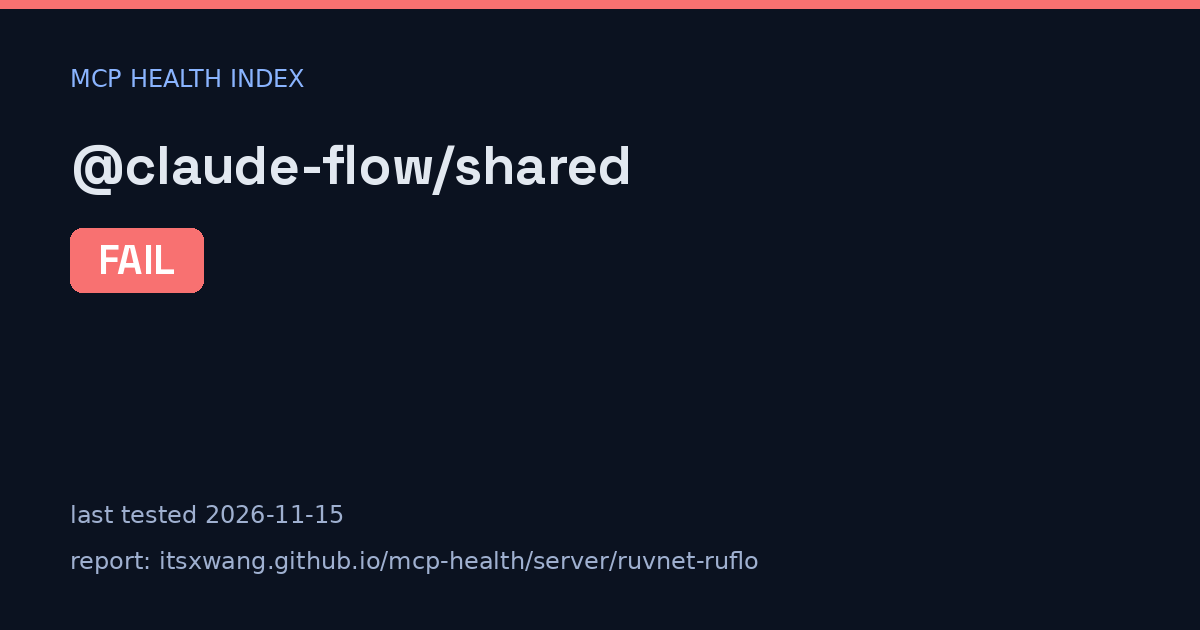 MCP HEALTH INDEX
@claude-flow/shared
FAIL
last tested 2026-11-15
report: itsxwang.github.io/mcp-health/server/ruvnet-ruflo